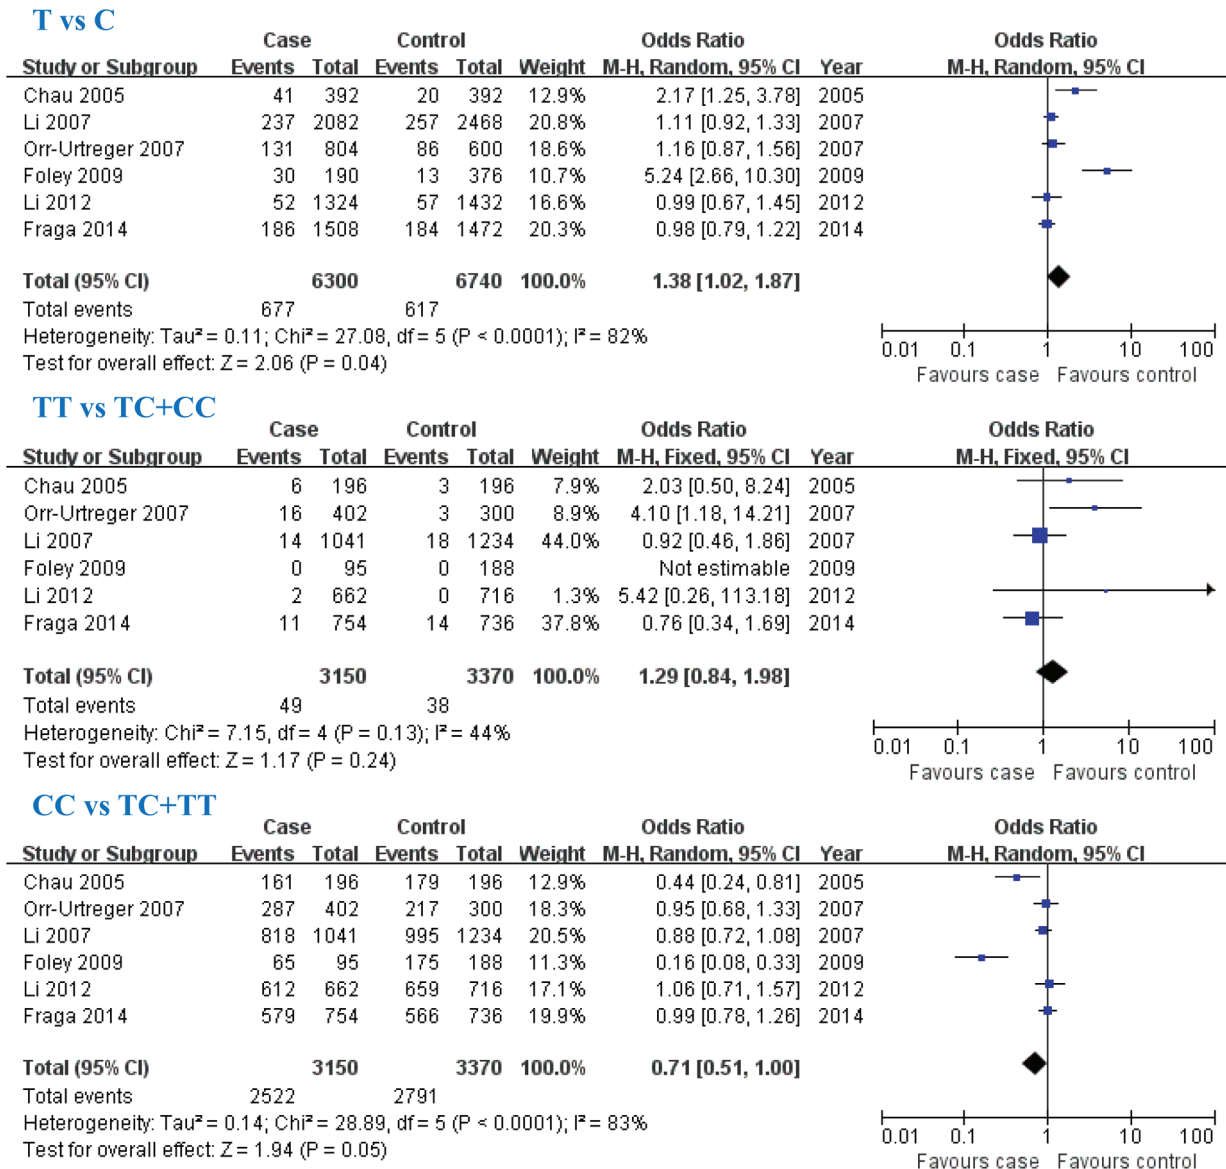 T vs C
Case Control Odds Ratio Odds Ratio
Study or Subgroup Events Total Events Total Weight M-H, Random, 95% CI Year M-H, Random, 95% CI
Chau 2005 41 392 20 392 12.9% 2.17 [1.25, 3.78] 2005
Li 2007 237 2082 257 2468 20.8% 1.11 [0.92, 1.33] 2007
Orr-Urtreger 2007 131 804 86 600 18.6% 1.16 [0.87, 1.56] 2007
Foley 2009 30 190 13 376 10.7% 5.24 [2.66, 10.30] 2009
Li 2012 52 1324 57 1432 16.6% 0.99 [0.67, 1.45] 2012
Fraga 2014 186 1508 184 1472 20.3% 0.98 [0.79, 1.22] 2014
Total (95% CI) 6300 6740 100.0% 1.38 [1.02, 1.87]
Total events 677 617
Heterogeneity: Tau² = 0.11; Chi² = 27.08, df = 5 (P < 0.0001); I² = 82%
Test for overall effect: Z = 2.06 (P = 0.04)
0.01 0.1 1 10 100
Favours case Favours control
TT vs TC+CC
Case Control Odds Ratio Odds Ratio
Study or Subgroup Events Total Events Total Weight M-H, Fixed, 95% CI Year M-H, Fixed, 95% CI
Chau 2005 6 196 3 196 7.9% 2.03 [0.50, 8.24] 2005
Orr-Urtreger 2007 16 402 3 300 8.9% 4.10 [1.18, 14.21] 2007
Li 2007 14 1041 18 1234 44.0% 0.92 [0.46, 1.86] 2007
Foley 2009 0 95 0 188 Not estimable 2009
Li 2012 2 662 0 716 1.3% 5.42 [0.26, 113.18] 2012
Fraga 2014 11 754 14 736 37.8% 0.76 [0.34, 1.69] 2014
Total (95% CI) 3150 3370 100.0% 1.29 [0.84, 1.98]
Total events 49 38
Heterogeneity: Chi² = 7.15, df = 4 (P = 0.13); I² = 44%
Test for overall effect: Z = 1.17 (P = 0.24)
0.01 0.1 1 10 100
Favours case Favours control
CC vs TC+TT
Case Control Odds Ratio Odds Ratio
Study or Subgroup Events Total Events Total Weight M-H, Random, 95% CI Year M-H, Random, 95% CI
Chau 2005 161 196 179 196 12.9% 0.44 [0.24, 0.81] 2005
Orr-Urtreger 2007 287 402 217 300 18.3% 0.95 [0.68, 1.33] 2007
Li 2007 818 1041 995 1234 20.5% 0.88 [0.72, 1.08] 2007
Foley 2009 65 95 175 188 11.3% 0.16 [0.08, 0.33] 2009
Li 2012 612 662 659 716 17.1% 1.06 [0.71, 1.57] 2012
Fraga 2014 579 754 566 736 19.9% 0.99 [0.78, 1.26] 2014
Total (95% CI) 3150 3370 100.0% 0.71 [0.51, 1.00]
Total events 2522 2791
Heterogeneity: Tau² = 0.14; Chi² = 28.89, df = 5 (P < 0.0001); I² = 83%
Test for overall effect: Z = 1.94 (P = 0.05)
0.01 0.1 1 10 100
Favours case Favours control